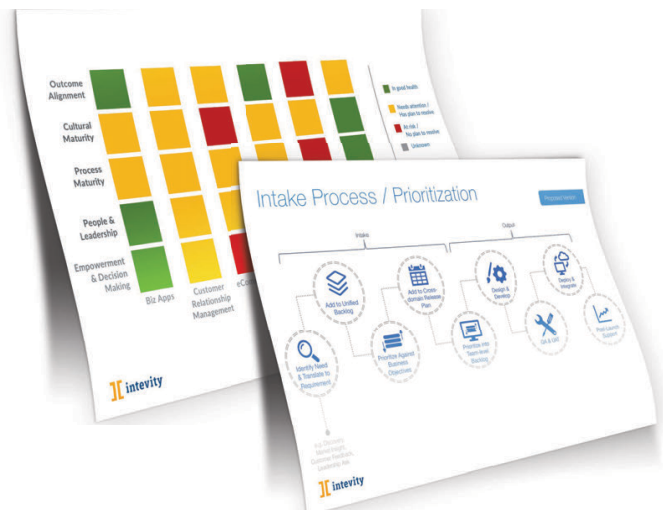 Outcome
Alignment
Cultural
Maturity
Process
Maturity
People &
Leadership
Empowerment
& Decision
Making
Biz Apps
Customer
Relationship
Management
In good health
Needs attention /
Has plan to resolve
At risk /
No plan to resolve
Unknown
intevity
Intake Process / Prioritization
Intake
Output
Add to Unified
Backlog
Add to Cross-
domain Release
Plan
Design &
Develop
Deploy &
Integrate
Identify Need
& Translate to
Requirement
Prioritize Against
Business
Objectives
Prioritize into
Team-level
Backlog
QA & UAT
Post-Launch
Support
Customer Feedback,
intevity